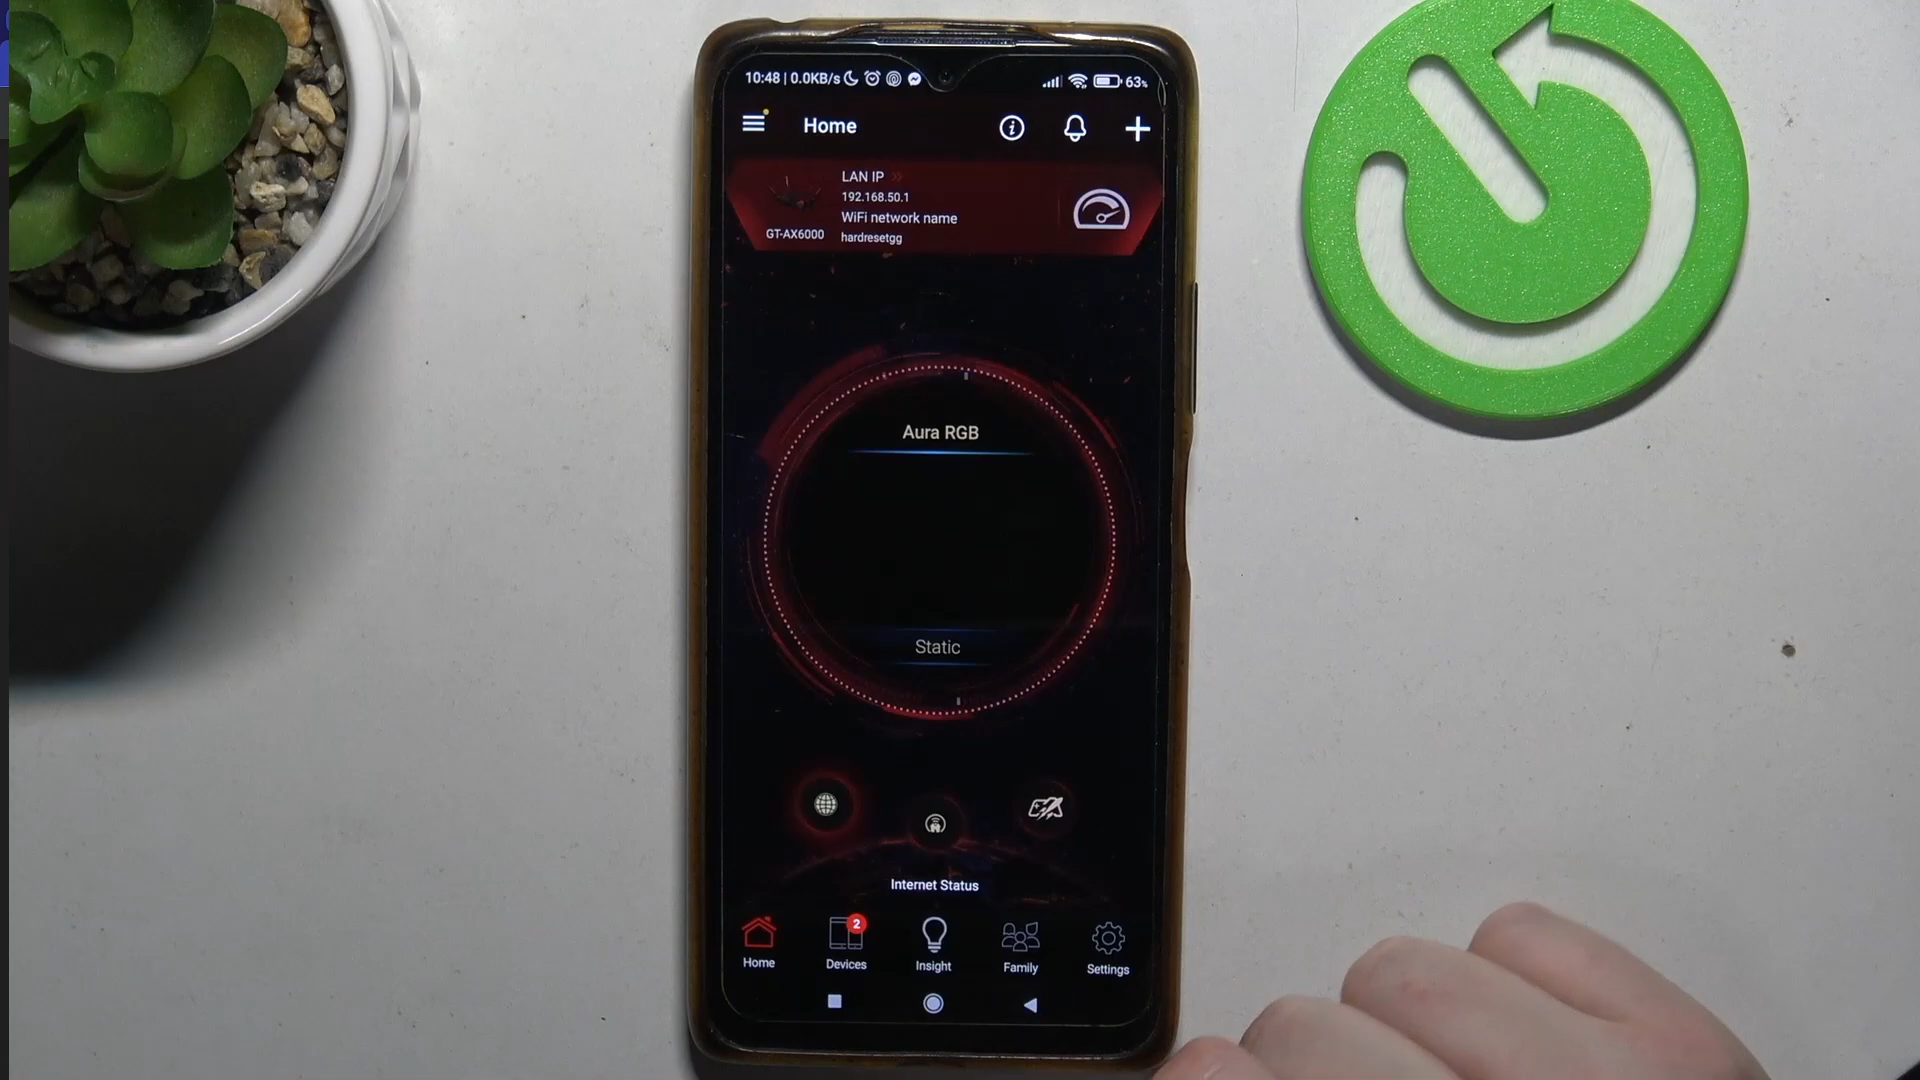 10:48 | 0.0KB/s 63%
Home
LAN IP »
192.168.50.1
WiFi network name
GT-AX6000
hardresetgg
Aura RGB
Static
Internet Status
2
Home Devices Insight Family Settings